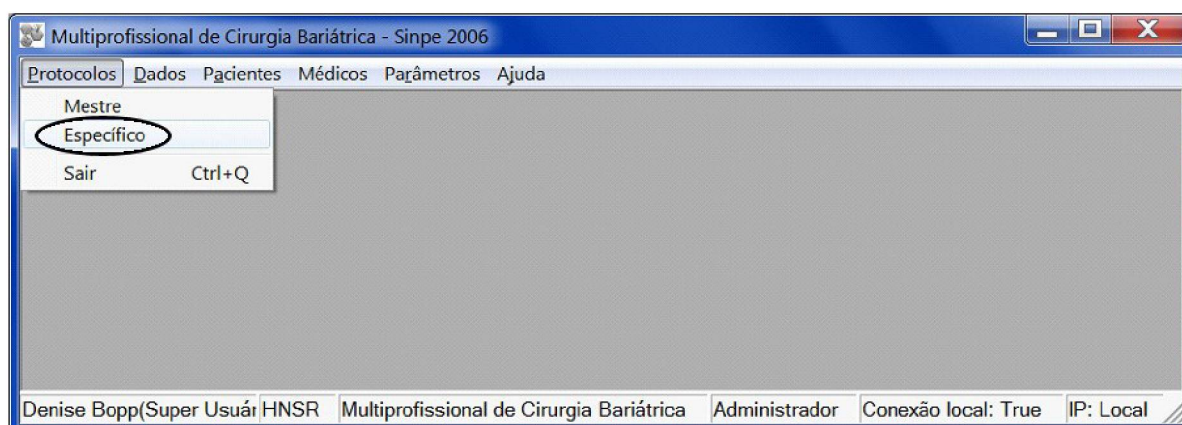 Multiprofissional de Cirurgia Bariátrica - Sinpe 2006
Protocolos Dados Pacientes Médicos Parâmetros Ajuda
Mestre
Específico
Sair Ctrl+Q
Denise Bopp(Super Usuár HNSR Multiprofissional de Cirurgia Bariátrica Administrador Conexão local: True IP: Local